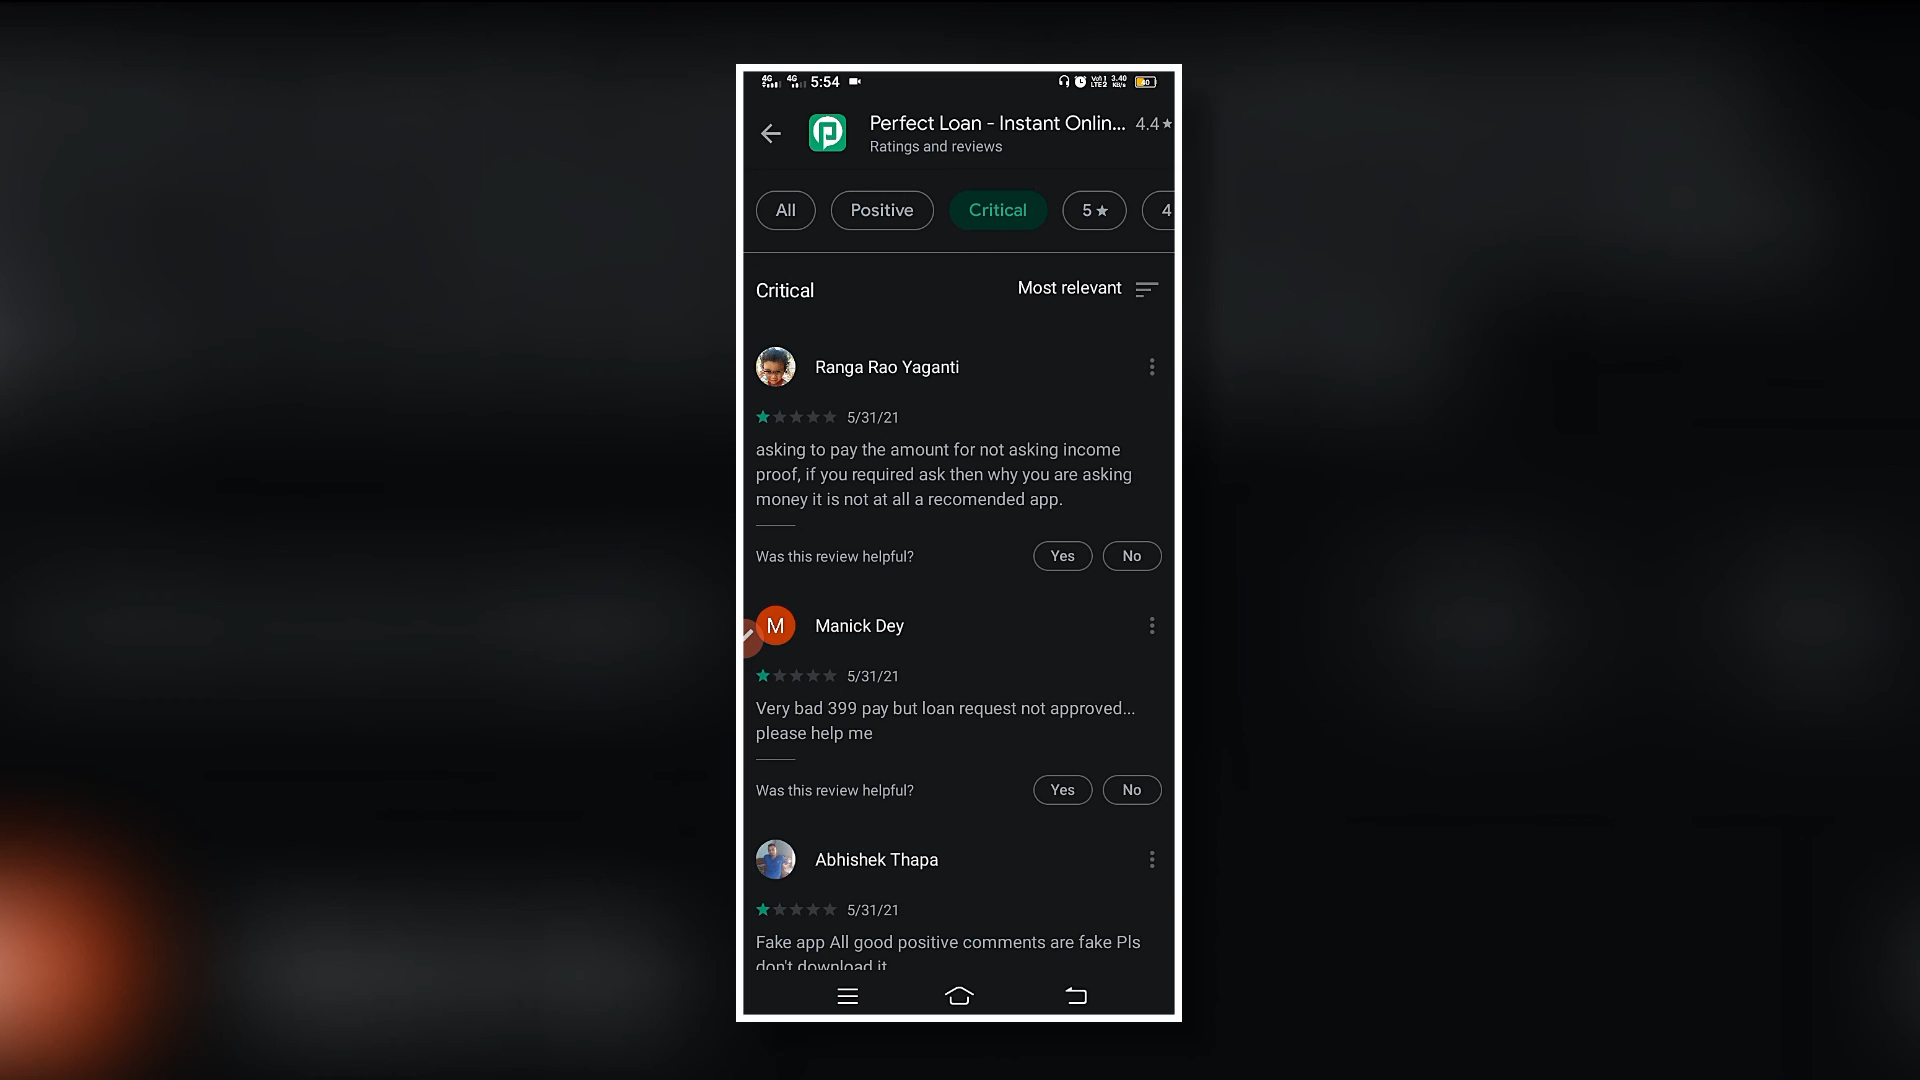 4G 4G 5:54 3.40 KB/s
Perfect Loan - Instant Onlin... 4.4★
Ratings and reviews
All Positive Critical 5★ 4
Critical Most relevant
Ranga Rao Yaganti
5/31/21
asking to pay the amount for not asking income
proof, if you required ask then why you are asking
money it is not at all a recomended app.
Was this review helpful? Yes No
M Manick Dey
5/31/21
Very bad 399 pay but loan request not approved...
please help me
Was this review helpful? Yes No
Abhishek Thapa
5/31/21
Fake app All good positive comments are fake Pls
don't download it